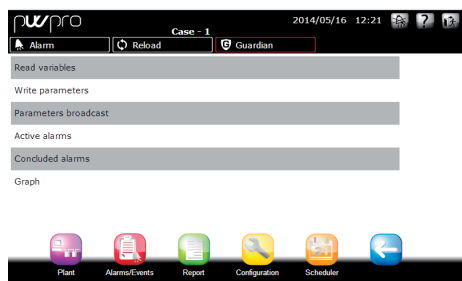 pwpro
Case - 1
2014/05/16 12:21
?
Alarm
Reload
G Guardian
Read variables
Write parameters
Parameters broadcast
Active alarms
Concluded alarms
Graph
Plant
Alarms/Events
Report
Configuration
Scheduler